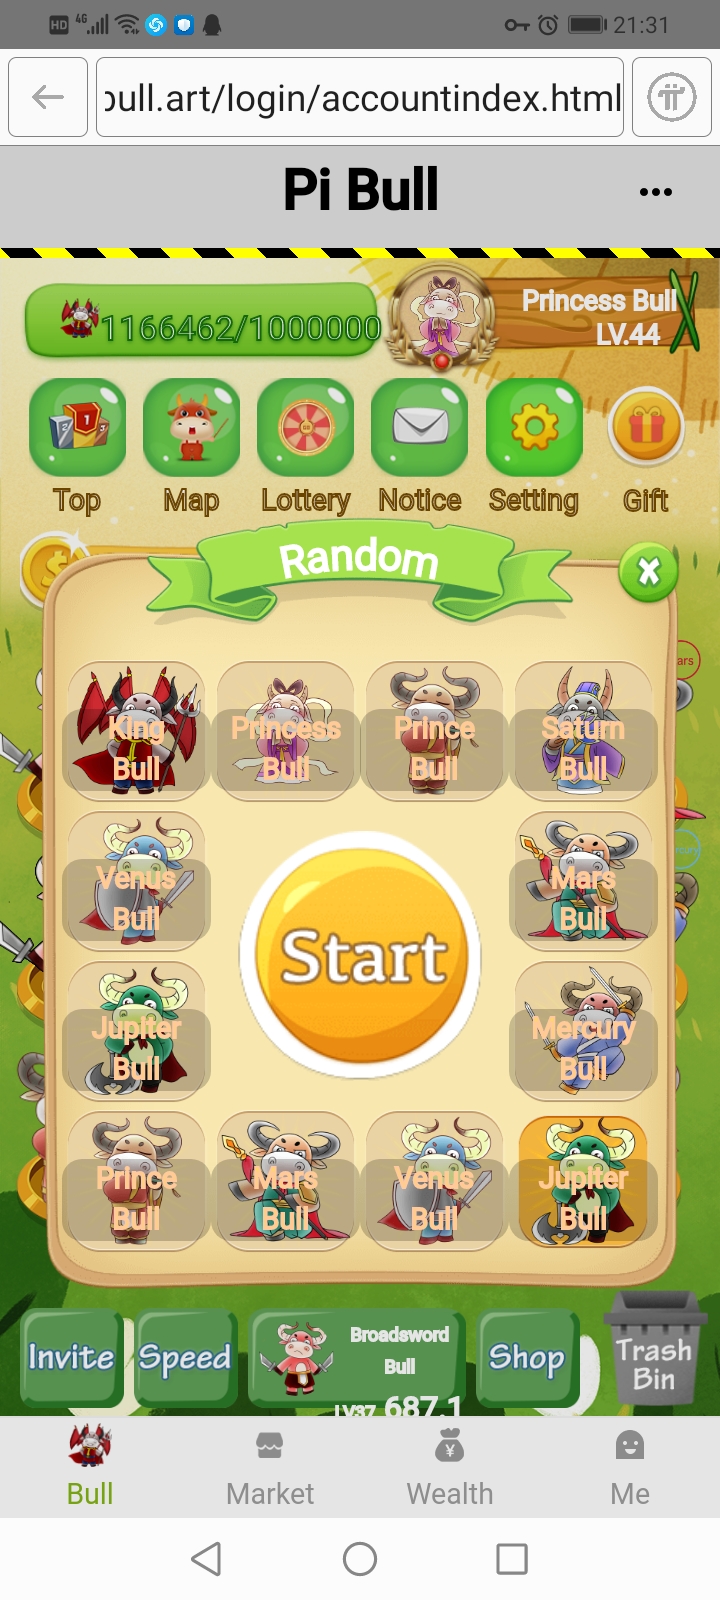 HD 4G 21:31
bull.art/login/accountindex.html
Pi Bull
1166462/1000000
Princess Bull
LV.44
Top Map Lottery Notice Setting Gift
Random
King Bull
Princess Bull
Prince Bull
Saturn Bull
Venus Bull
Mars Bull
Start
Jupiter Bull
Mercury Bull
Prince Bull
Mars Bull
Venus Bull
Jupiter Bull
Invite
Speed
Broadsword
Bull
LV37 687.1
Shop
Trash
Bin
Bull Market Wealth Me